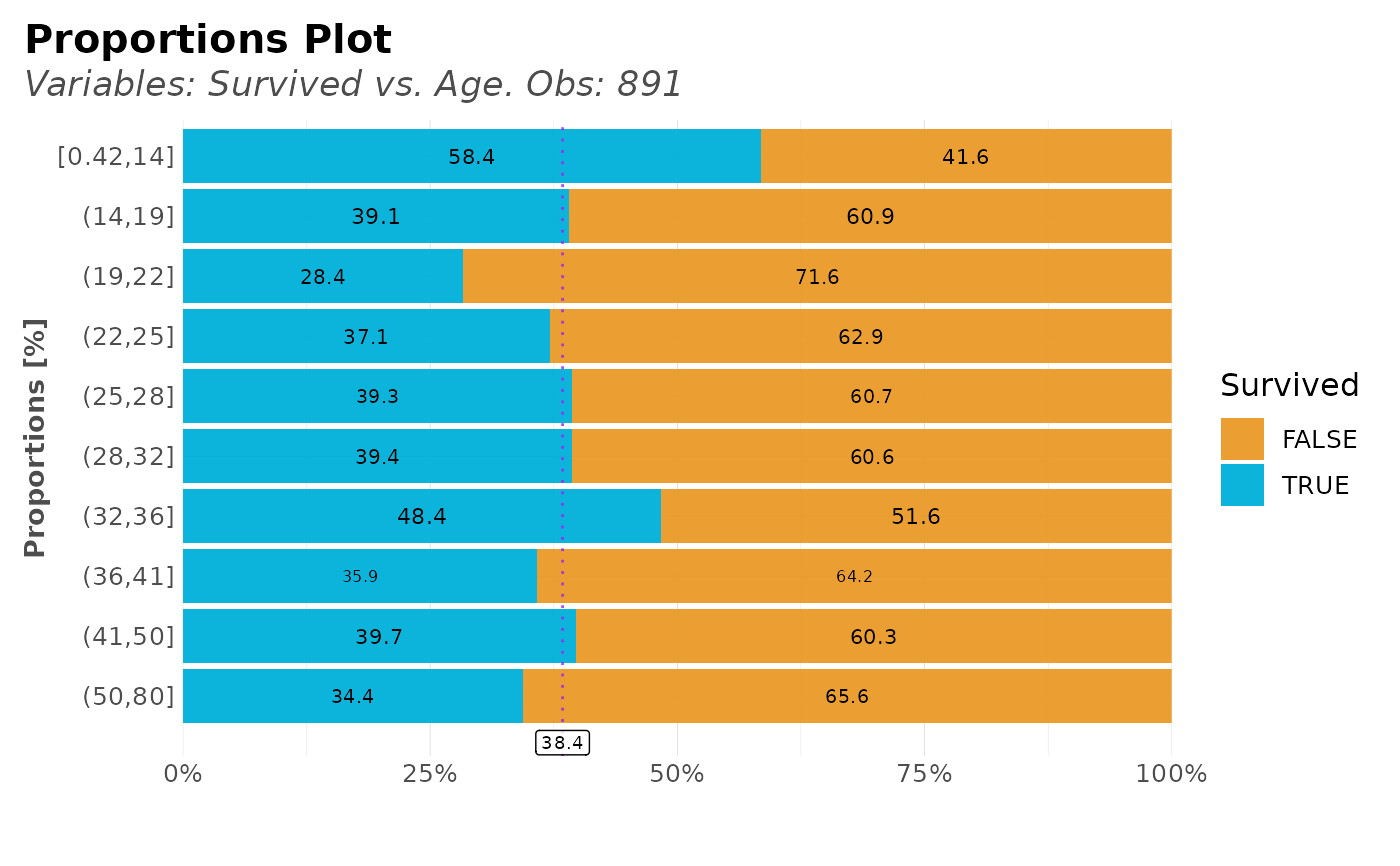 Proportions Plot
Variables: Survived vs. Age. Obs: 891
Proportions [%]
[0.42,14] 58.4 41.6
(14,19] 39.1 60.9
(19,22] 28.4 71.6
(22,25] 37.1 62.9
(25,28] 39.3 60.7
(28,32] 39.4 60.6
(32,36] 48.4 51.6
(36,41] 35.9 64.2
(41,50] 39.7 60.3
(50,80] 34.4 65.6
38.4
0% 25% 50% 75% 100%
Survived
FALSE
TRUE